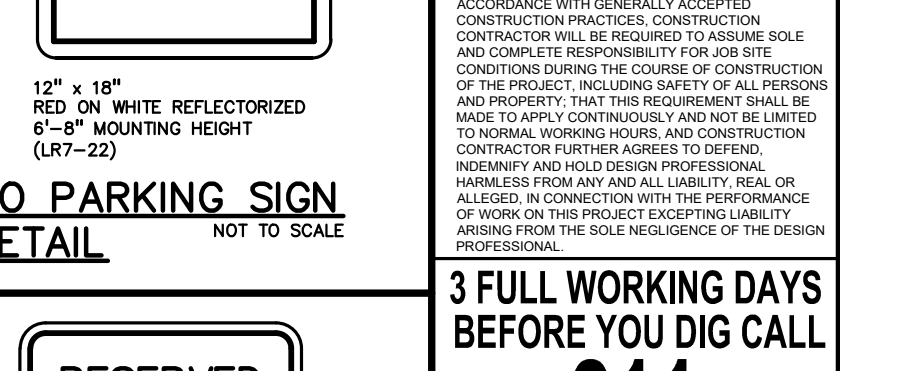 12" x 18"
RED ON WHITE REFLECTORIZED
6'-8" MOUNTING HEIGHT
(LR7-22)
PARKING SIGN
NOT TO SCALE
ACCORDANCE WITH GENERALLY ACCEPTED
CONSTRUCTION PRACTICES, CONSTRUCTION
CONTRACTOR WILL BE REQUIRED TO ASSUME SOLE
AND COMPLETE RESPONSIBILITY FOR JOB SITE
CONDITIONS DURING THE COURSE OF CONSTRUCTION
OF THE PROJECT, INCLUDING SAFETY OF ALL PERSONS
AND PROPERTY; THAT THIS REQUIREMENT SHALL BE
MADE TO APPLY CONTINUOUSLY AND NOT BE LIMITED
TO NORMAL WORKING HOURS, AND CONSTRUCTION
CONTRACTOR FURTHER AGREES TO DEFEND,
INDEMNIFY AND HOLD DESIGN PROFESSIONAL
HARMLESS FROM ANY AND ALL LIABILITY, REAL OR
ALLEGED, IN CONNECTION WITH THE PERFORMANCE
OF WORK ON THIS PROJECT EXCEPTING LIABILITY
ARISING FROM THE SOLE NEGLIGENCE OF THE DESIGN
PROFESSIONAL.
3 FULL WORKING DAYS
BEFORE YOU DIG CALL